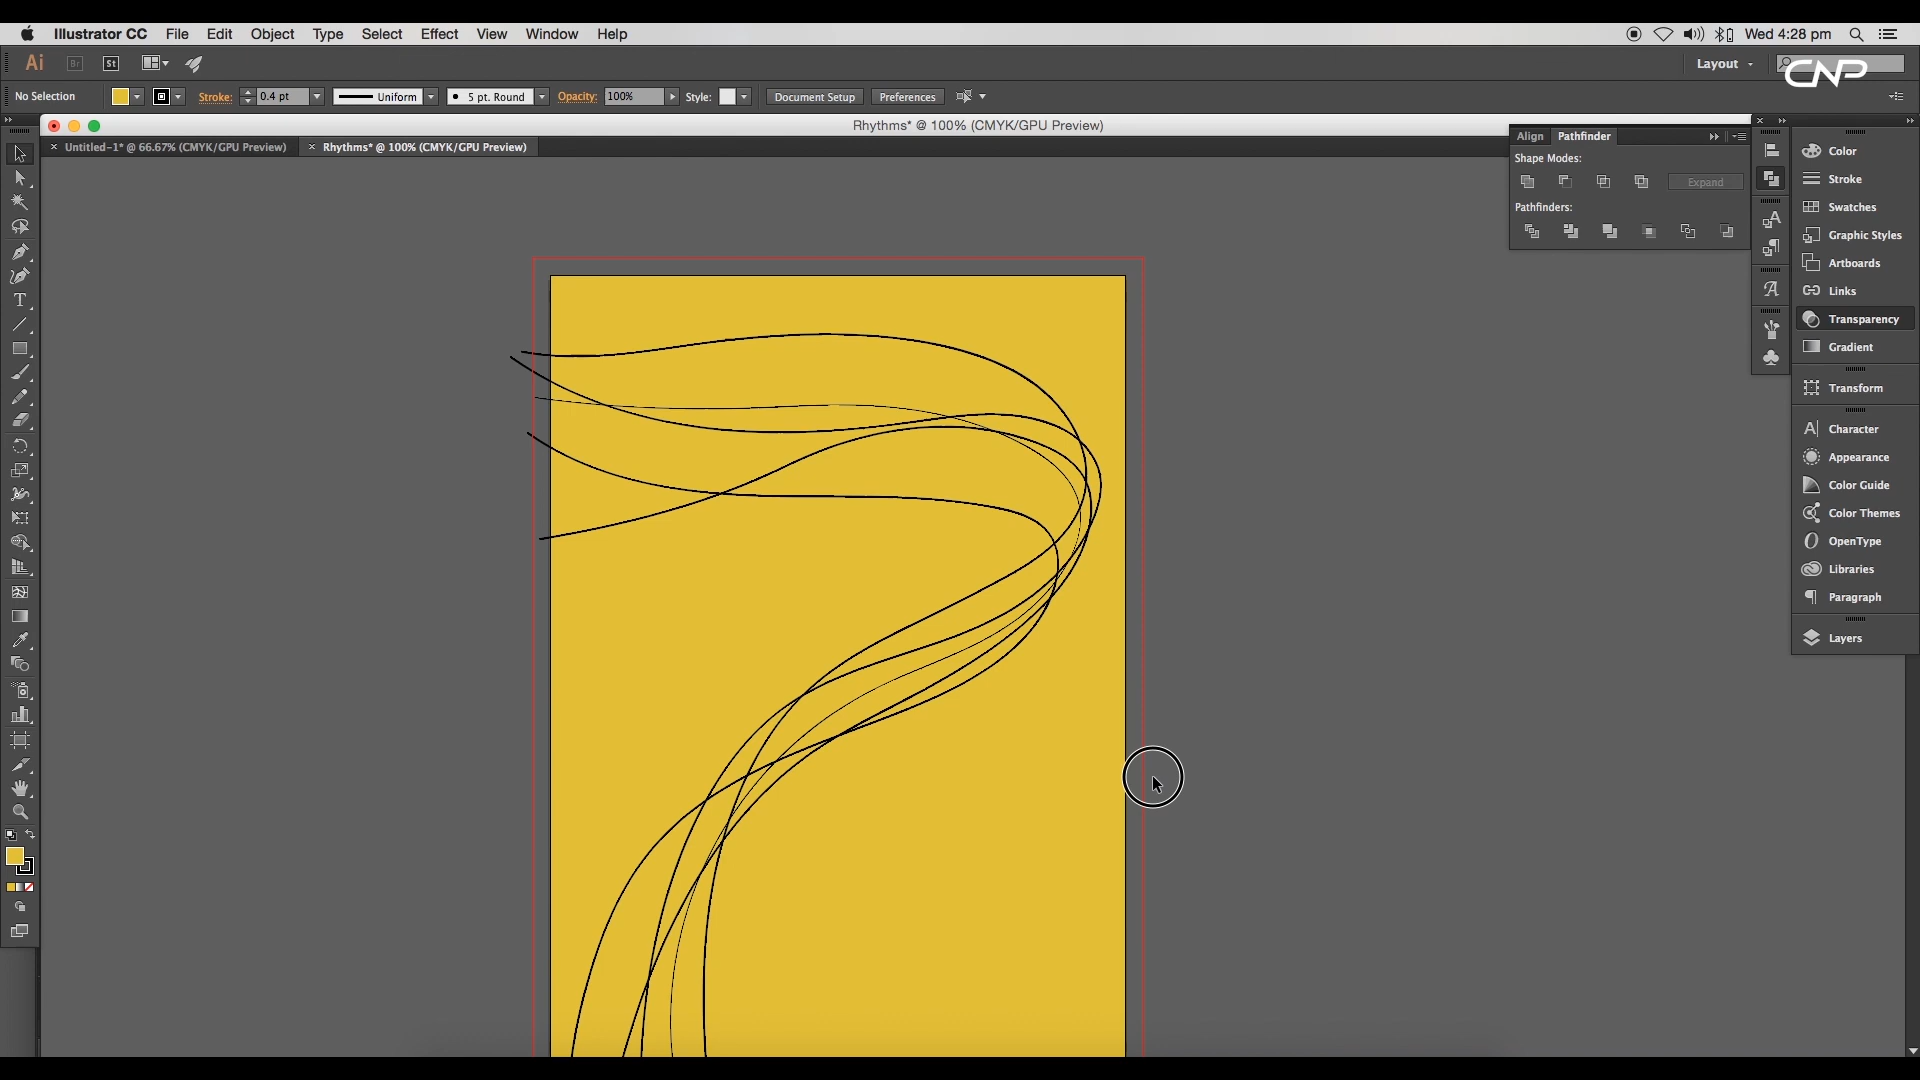 Illustrator CC File Edit Object Type Select Effect View Window Help Wed 4:28 pm
Ai Br St Layout
CNP
No Selection Stroke: 0.4 pt Uniform 5 pt. Round Opacity: 100% Style: Document Setup Preferences
Rhythms* @ 100% (CMYK/GPU Preview)
Untitled-1* @ 66.67% (CMYK/GPU Preview) Rhythms* @ 100% (CMYK/GPU Preview)
Align Pathfinder
Shape Modes:
Expand
Pathfinders:
Color
Stroke
Swatches
Graphic Styles
Artboards
Links
Transparency
Gradient
Transform
Character
Appearance
Color Guide
Color Themes
OpenType
Libraries
Paragraph
Layers